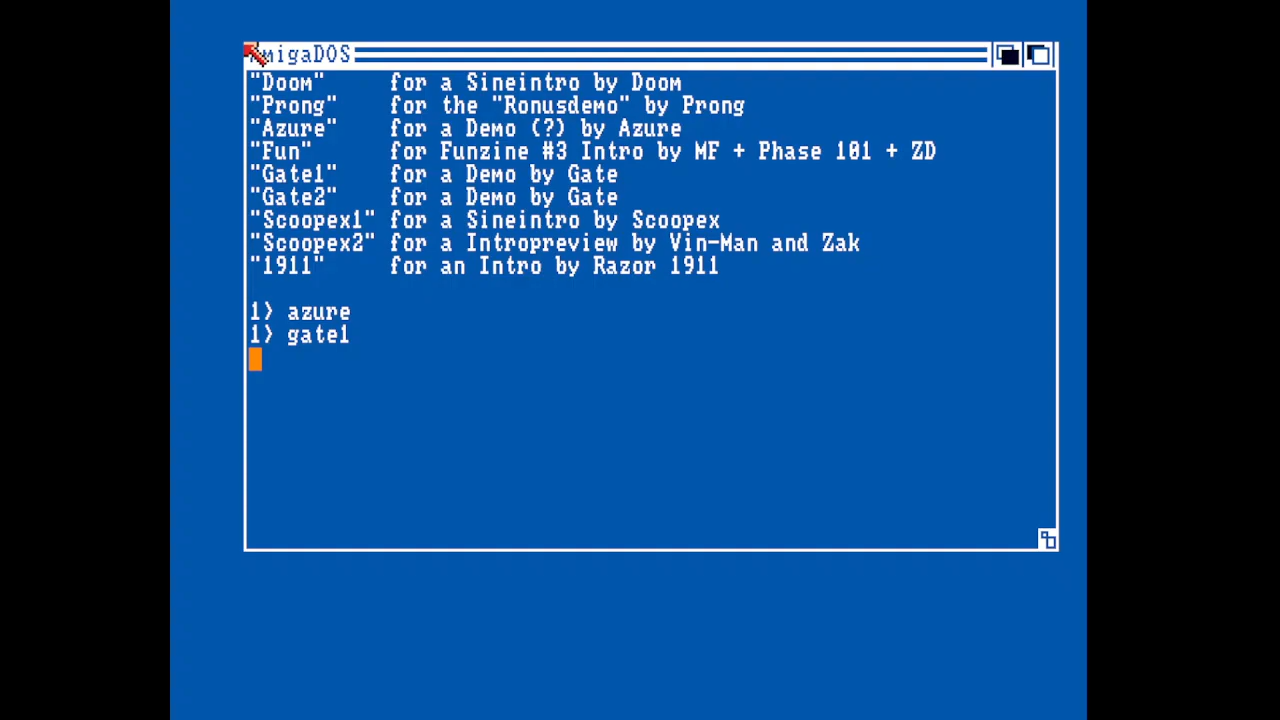 AmigaDOS
"Doom" for a Sineintro by Doom
"Prong" for the "Ronusdemo" by Prong
"Azure" for a Demo (?) by Azure
"Fun" for Funzine #3 Intro by MF + Phase 101 + ZD
"Gate1" for a Demo by Gate
"Gate2" for a Demo by Gate
"Scoopex1" for a Sineintro by Scoopex
"Scoopex2" for a Intropreview by Vin-Man and Zak
"1911" for an Intro by Razor 1911
1> azure
1> gate1